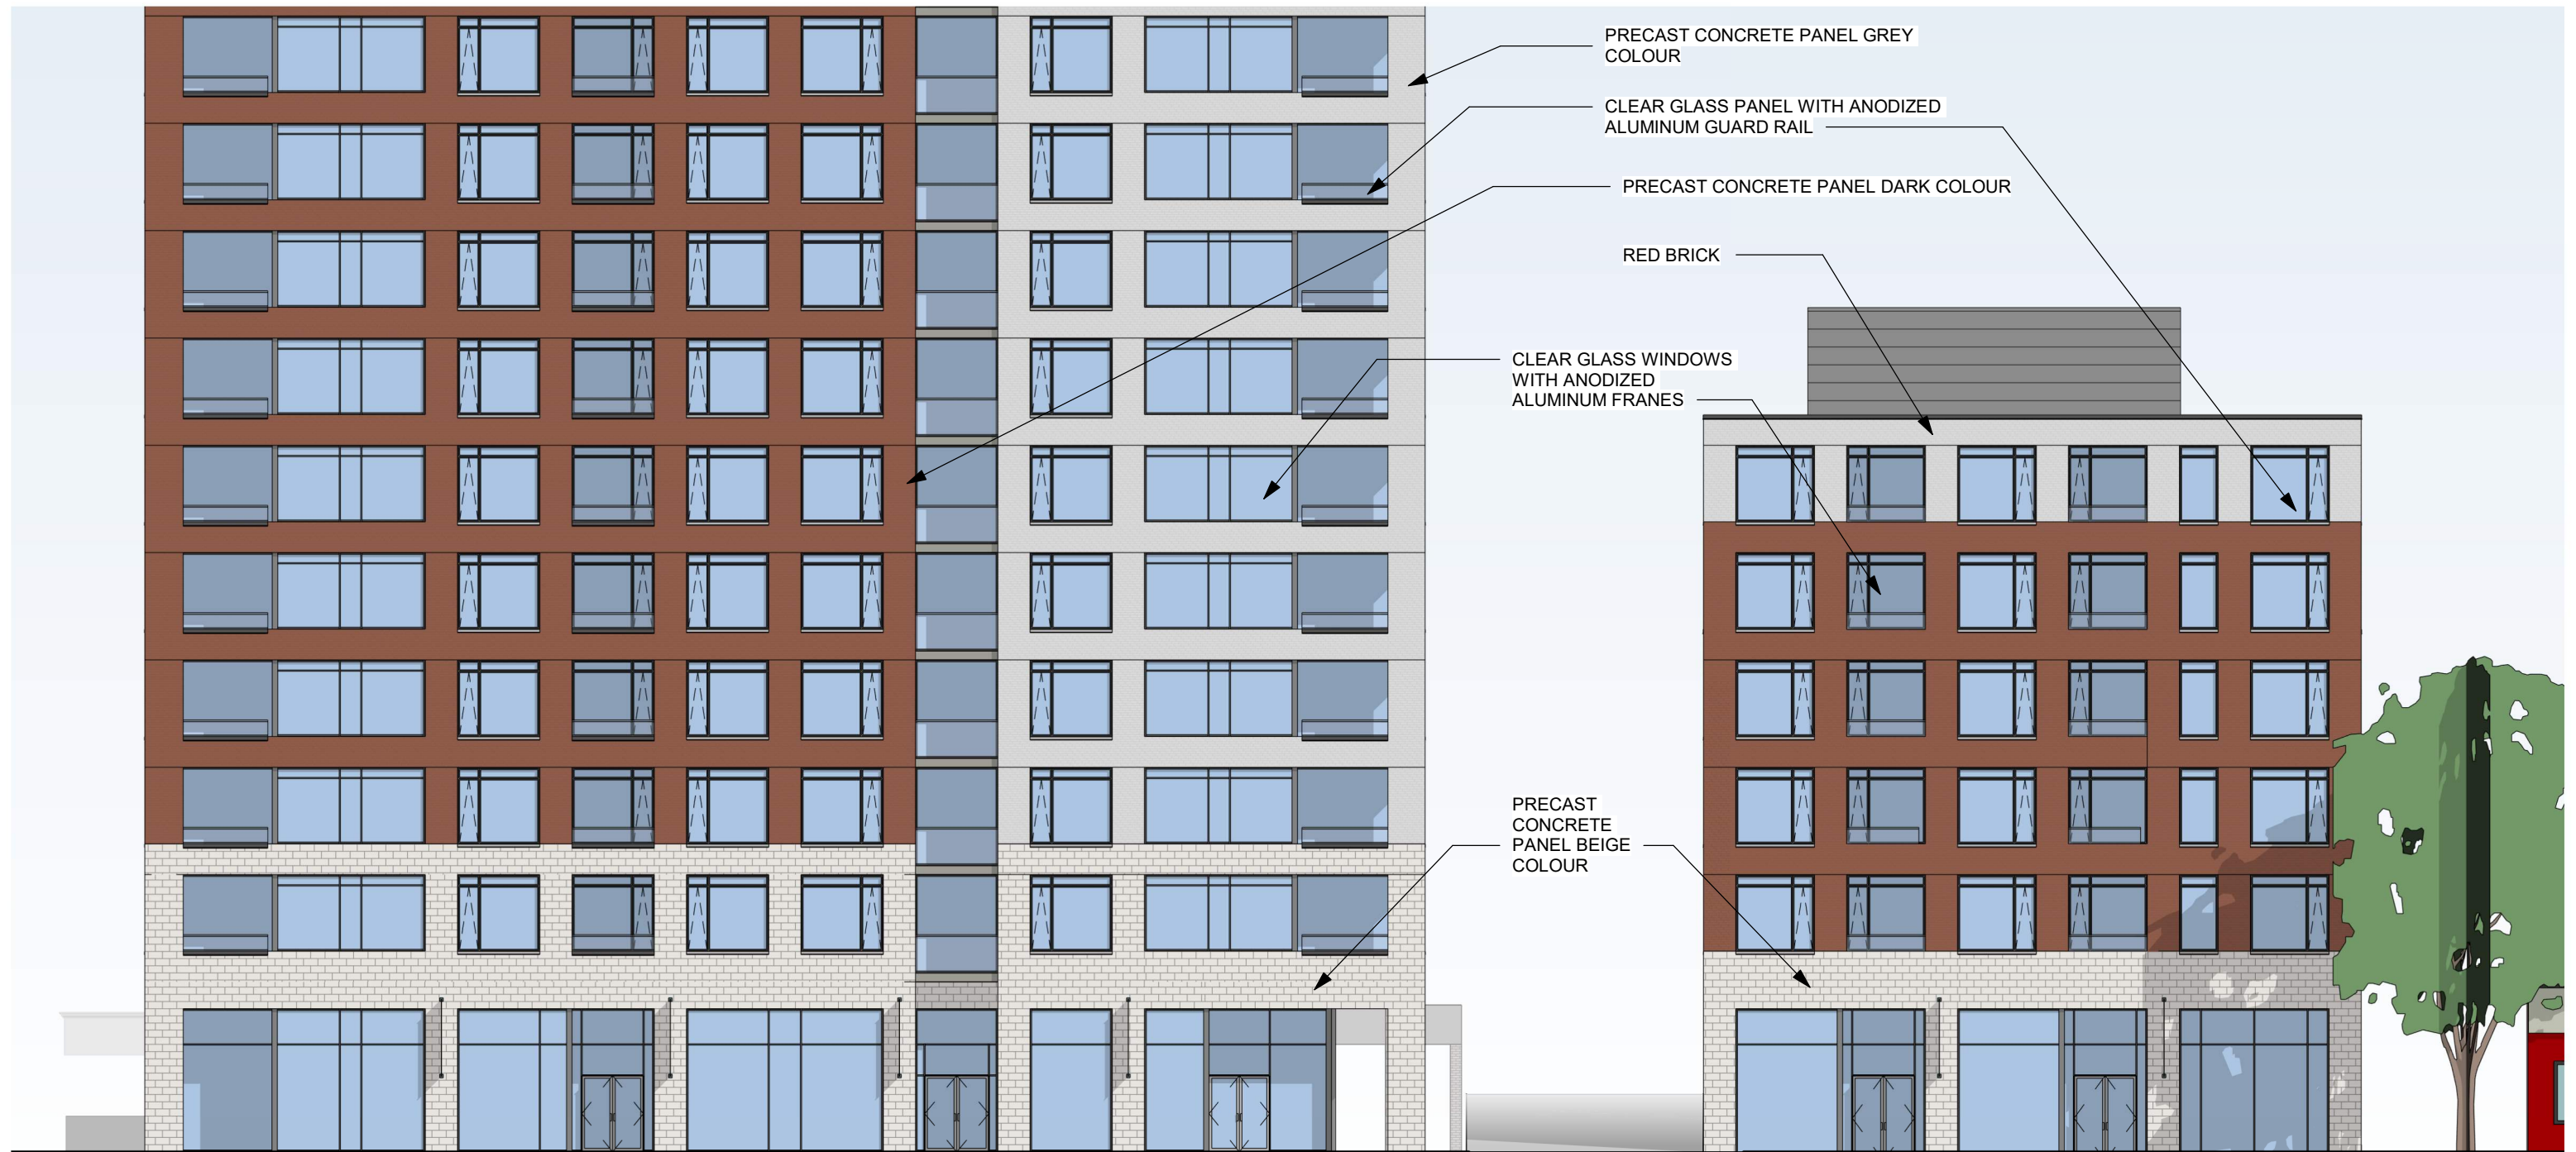 PRECAST CONCRETE PANEL GREY
COLOUR
CLEAR GLASS PANEL WITH ANODIZED
ALUMINUM GUARD RAIL
PRECAST CONCRETE PANEL DARK COLOUR
RED BRICK
CLEAR GLASS WINDOWS
WITH ANODIZED
ALUMINUM FRANES
PRECAST
CONCRETE
PANEL BEIGE
COLOUR